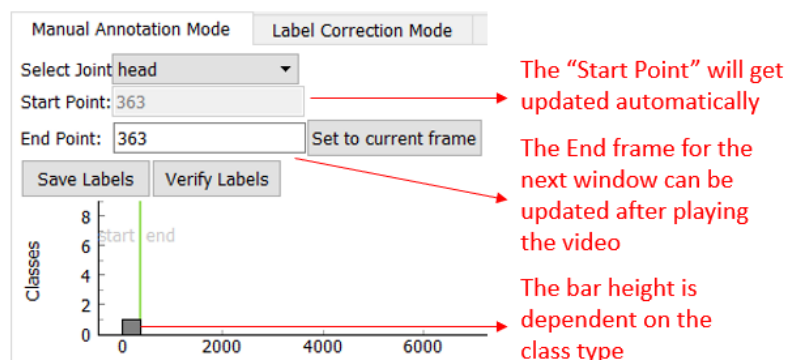 Manual Annotation Mode
Label Correction Mode
Select Joint head
Start Point: 363
End Point: 363 Set to current frame
Save Labels Verify Labels
Classes
8
6
4
2
0
start end
0 2000 4000 6000
The “Start Point” will get
updated automatically
The End frame for the
next window can be
updated after playing
the video
The bar height is
dependent on the
class type